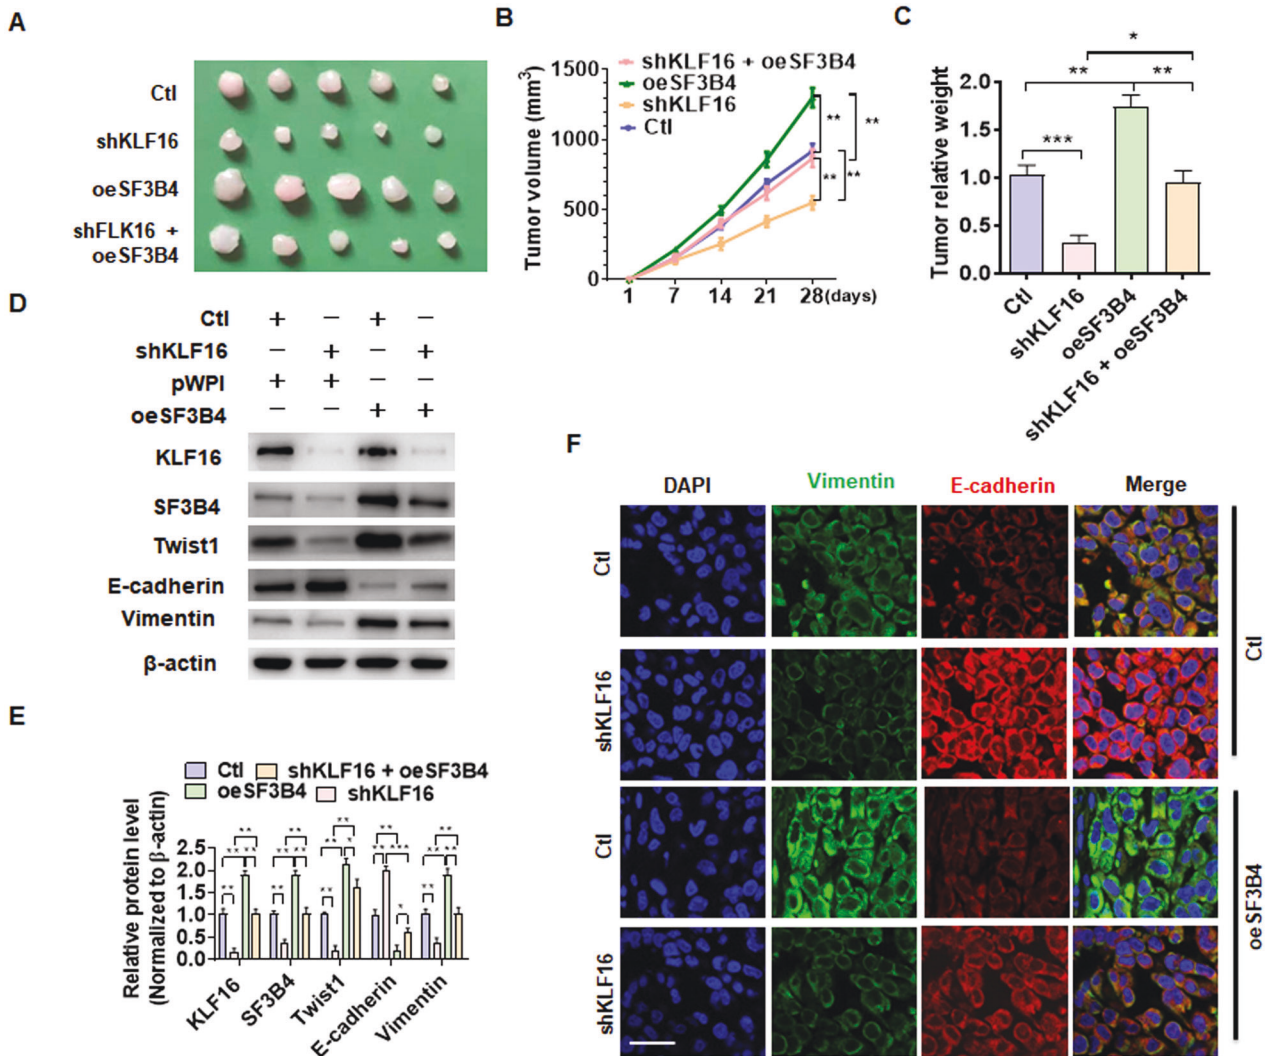 A
Ctl
shKLF16
oeSF3B4
shFLK16 +
oeSF3B4
B
Tumor volume (mm³)
1500
1000
500
0
1 7 14 21 28(days)
shKLF16 + oeSF3B4
oeSF3B4
shKLF16
Ctl
**
**
**
**
C
Tumor relative weight
2.0
1.5
1.0
0.5
0.0
*
** **
***
Ctl
shKLF16
oeSF3B4
shKLF16 + oeSF3B4
D
Ctl + − + −
shKLF16 − + − +
pWPI + + − −
oeSF3B4 − − + +
KLF16
SF3B4
Twist1
E-cadherin
Vimentin
β-actin
E
Ctl shKLF16 + oeSF3B4
oeSF3B4 shKLF16
Relative protein level
(Normalized to β-actin)
2.5
2.0
1.0
0.5
0.0
KLF16
SF3B4
Twist1
E-cadherin
Vimentin
F
DAPI Vimentin E-cadherin Merge
Ctl
shKLF16
Ctl
Ctl
shKLF16
oeSF3B4